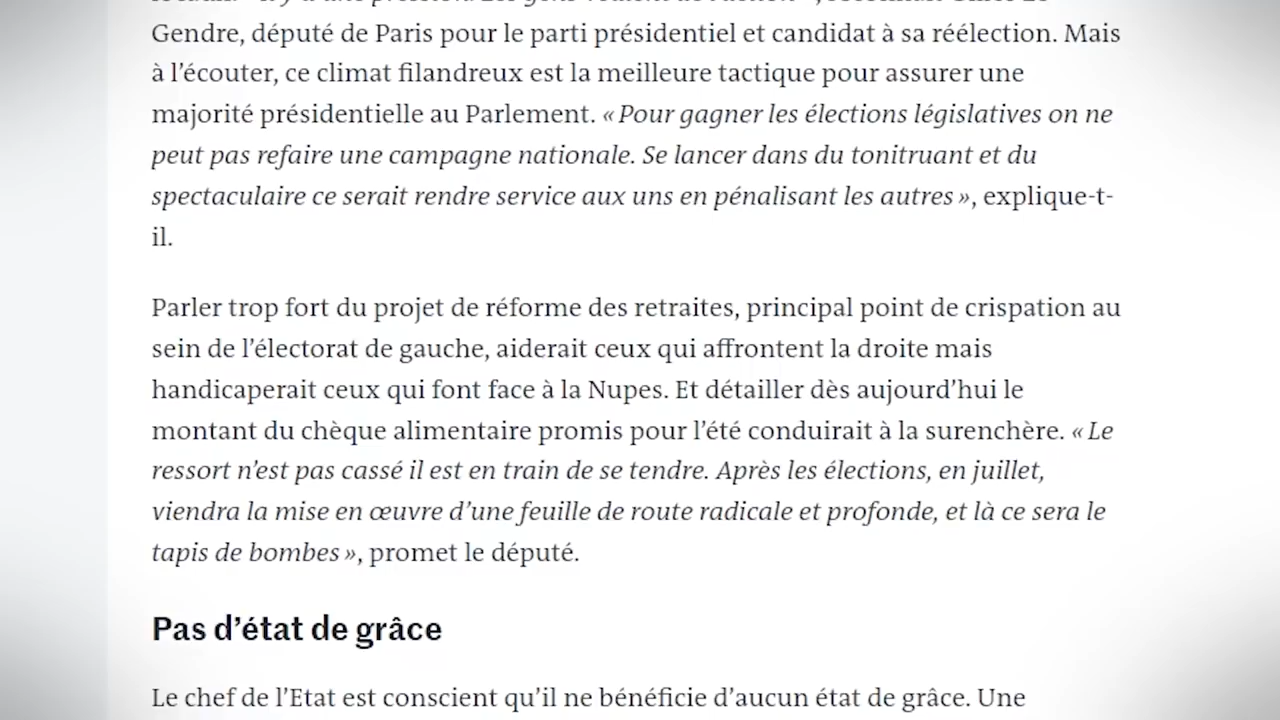 Gendre, député de Paris pour le parti présidentiel et candidat à sa réélection. Mais
à l’écouter, ce climat filandreux est la meilleure tactique pour assurer une
majorité présidentielle au Parlement. « Pour gagner les élections législatives on ne
peut pas refaire une campagne nationale. Se lancer dans du tonitruant et du
spectaculaire ce serait rendre service aux uns en pénalisant les autres », explique-t-
il.
Parler trop fort du projet de réforme des retraites, principal point de crispation au
sein de l’électorat de gauche, aiderait ceux qui affrontent la droite mais
handicaperait ceux qui font face à la Nupes. Et détailler dès aujourd’hui le
montant du chèque alimentaire promis pour l’été conduirait à la surenchère. « Le
ressort n’est pas cassé il est en train de se tendre. Après les élections, en juillet,
viendra la mise en œuvre d’une feuille de route radicale et profonde, et là ce sera le
tapis de bombes », promet le député.
Pas d’état de grâce
Le chef de l’Etat est conscient qu’il ne bénéficie d’aucun état de grâce. Une